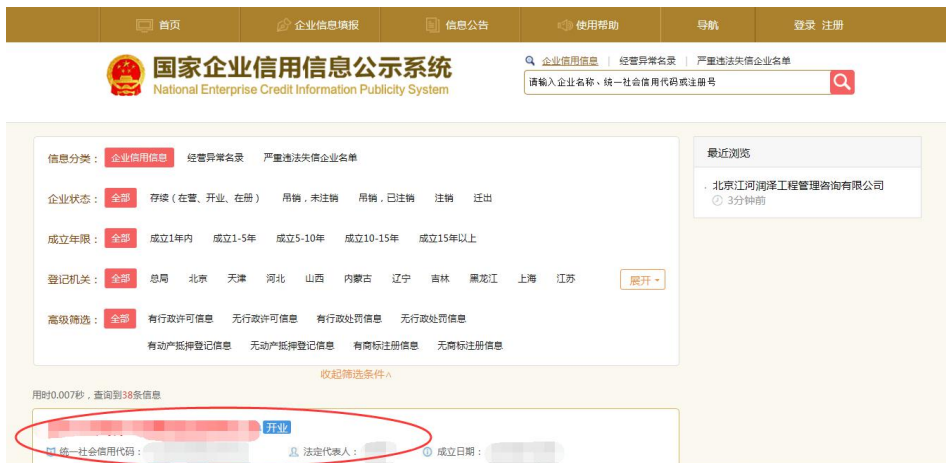 首页 企业信息填报 信息公告 使用帮助 导航 登录 注册
国家企业信用信息公示系统
National Enterprise Credit Information Publicity System
企业信用信息 | 经营异常名录 | 严重违法失信企业名单
请输入企业名称、统一社会信用代码或注册号
信息分类： 企业信用信息 经营异常名录 严重违法失信企业名单
企业状态： 全部 存续（在营、开业、在册） 吊销，未注销 吊销，已注销 注销 迁出
成立年限： 全部 成立1年内 成立1-5年 成立5-10年 成立10-15年 成立15年以上
登记机关： 全部 总局 北京 天津 河北 山西 内蒙古 辽宁 吉林 黑龙江 上海 江苏 展开
高级筛选： 全部 有行政许可信息 无行政许可信息 有行政处罚信息 无行政处罚信息
有动产抵押登记信息 无动产抵押登记信息 有商标注册信息 无商标注册信息
收起筛选条件
最近浏览
北京江河润泽工程管理咨询有限公司
3分钟前
用时0.007秒，查询到38条信息
开业
统一社会信用代码： 法定代表人： 成立日期：